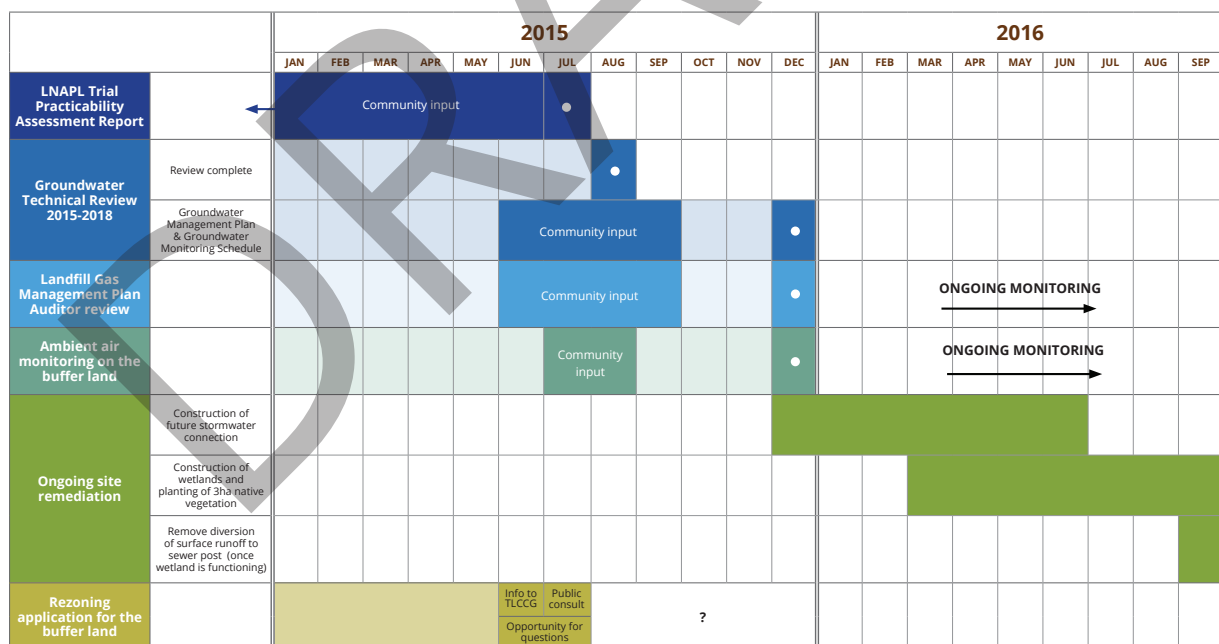 2015
2016
JAN FEB MAR APR MAY JUN JUL AUG SEP OCT NOV DEC JAN FEB MAR APR MAY JUN JUL AUG SEP
LNAPL Trial
Practicability
Assessment Report
Community input
Groundwater
Technical Review
2015-2018
Review complete
Groundwater
Management Plan
& Groundwater
Monitoring Schedule
Community input
Landfill Gas
Management Plan
Auditor review
Community input
ONGOING MONITORING
Ambient air
monitoring on the
buffer land
Community
input
ONGOING MONITORING
Ongoing site
remediation
Construction of
future stormwater
connection
Construction of
wetlands and
planting of 3ha native
vegetation
Remove diversion
of surface runoff to
sewer post (once
wetland is functioning)
Rezoning
application for the
buffer land
Info to
TLCCG
Public
consult
Opportunity for
questions
?
DRA